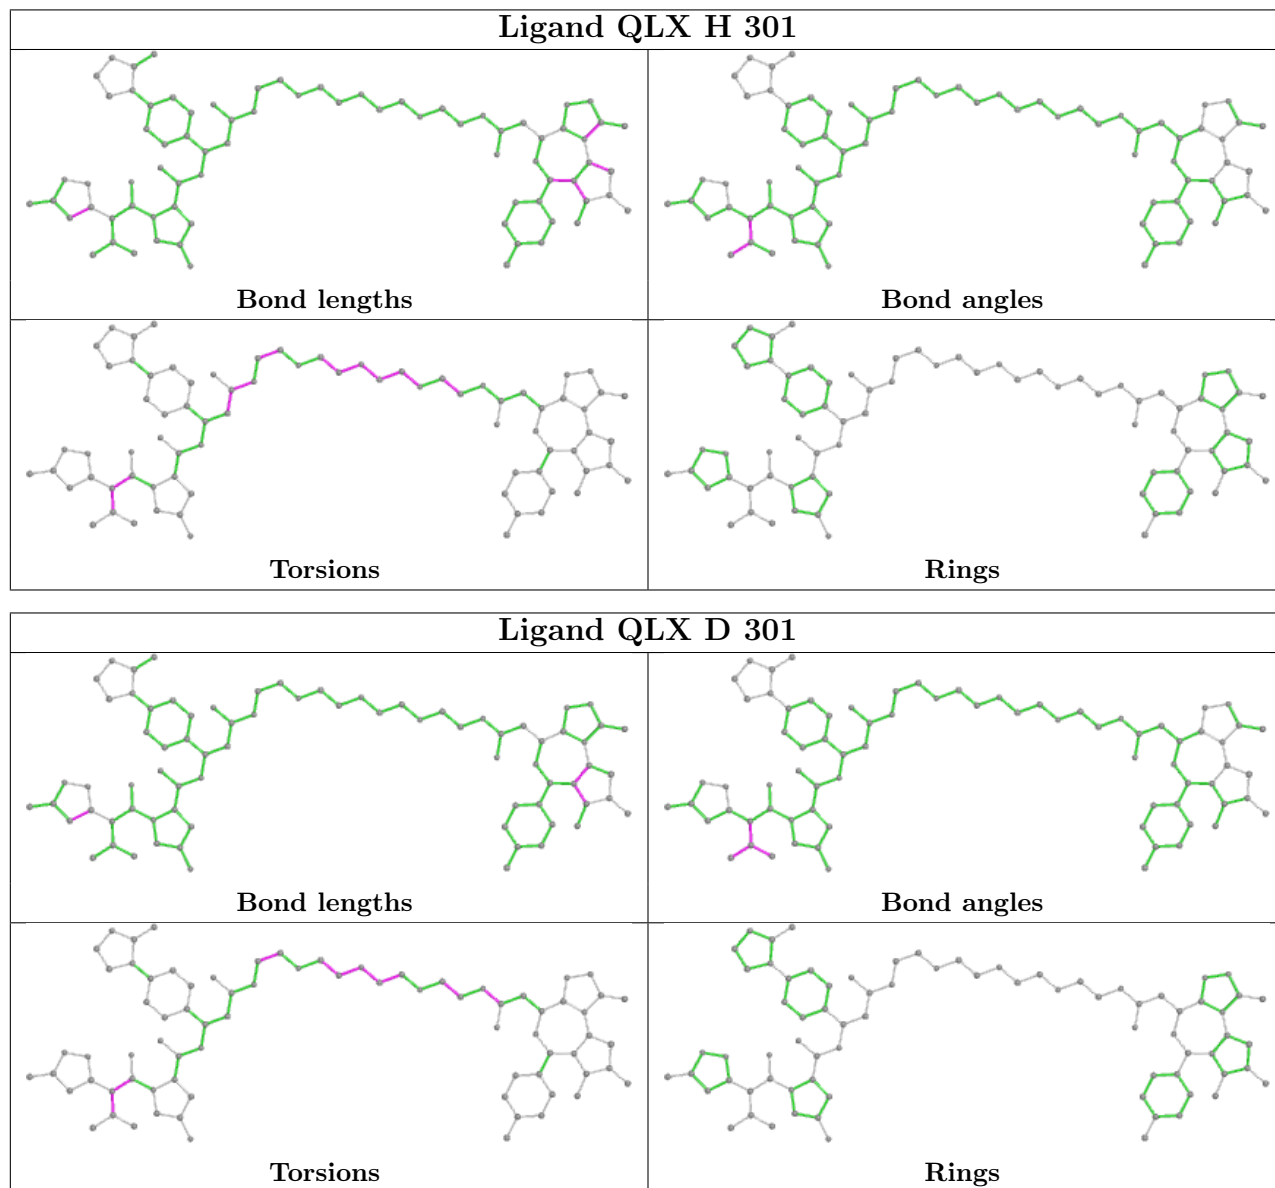 Ligand QLX H 301
Bond lengths
Bond angles
Torsions
Rings
Ligand QLX D 301
Bond lengths
Bond angles
Torsions
Rings